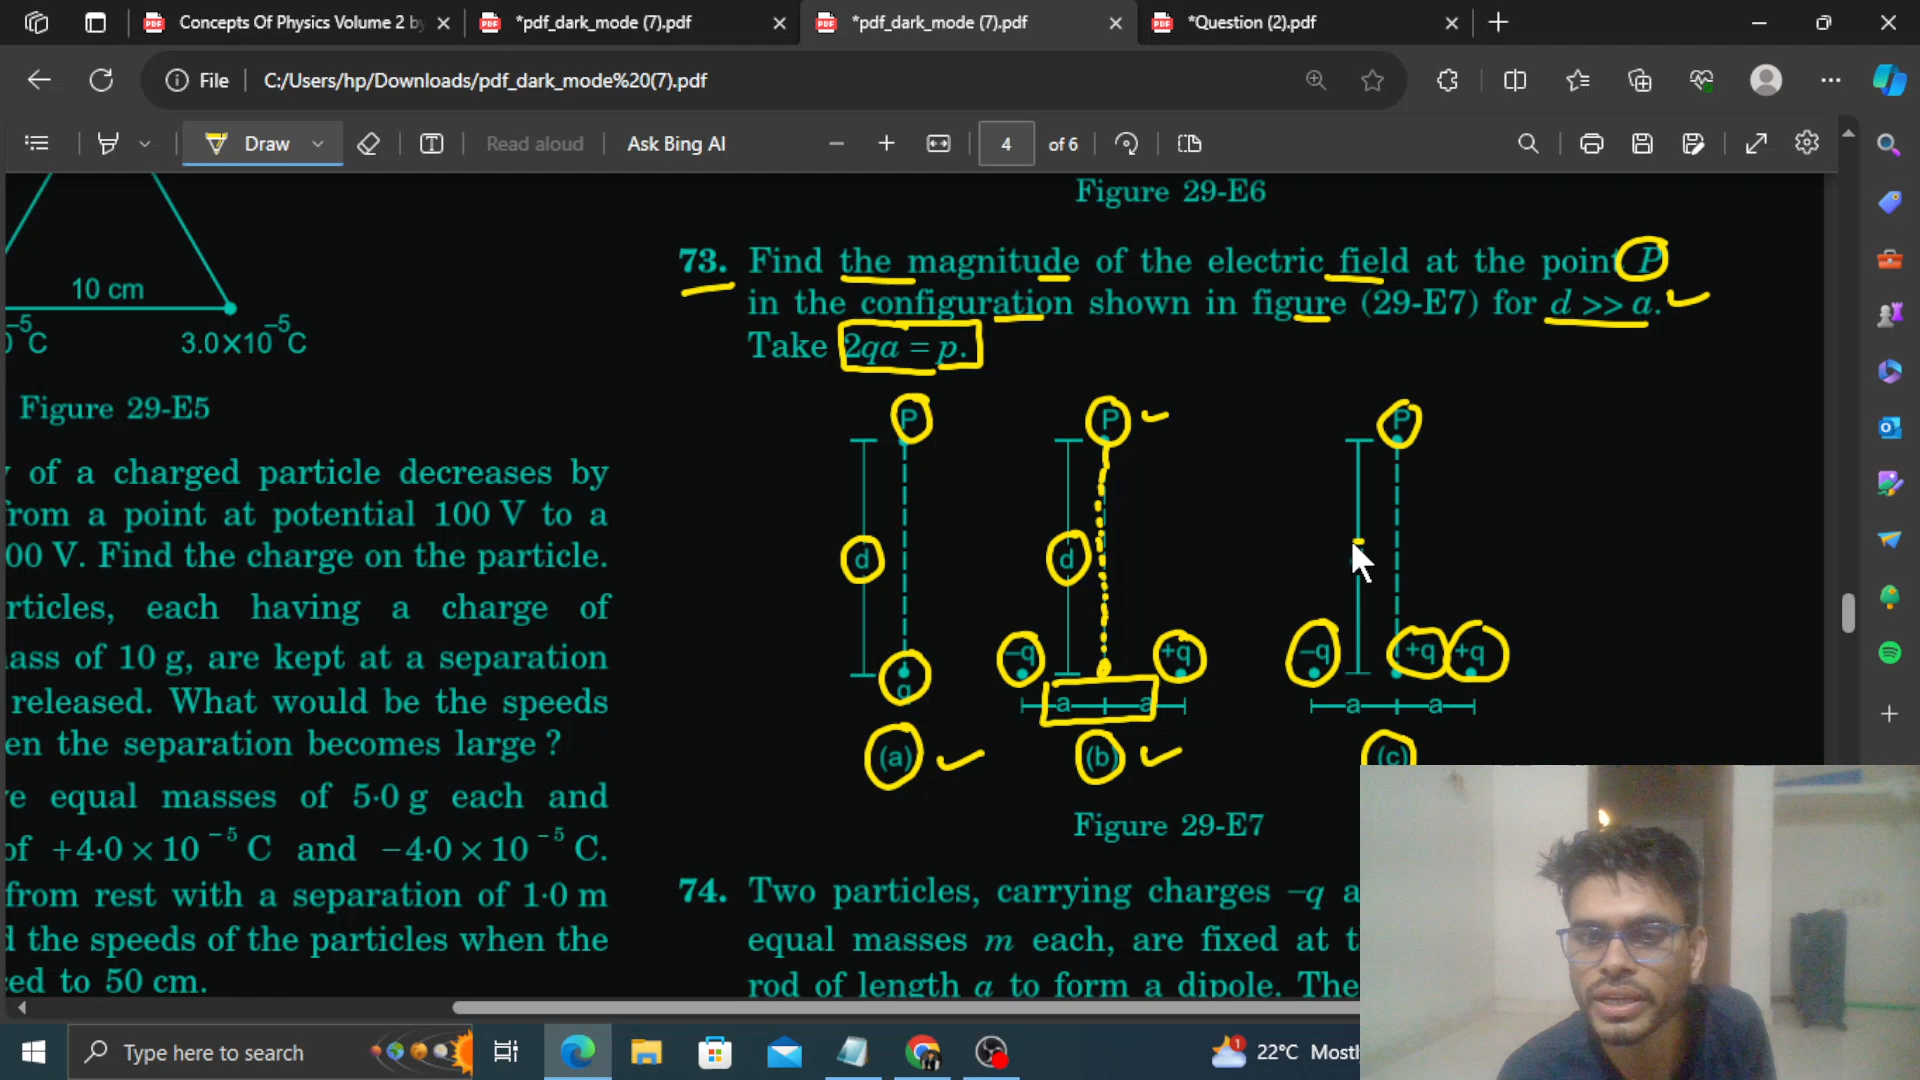 Concepts Of Physics Volume 2 by
*pdf_dark_mode (7).pdf
*pdf_dark_mode (7).pdf
*Question (2).pdf
File
C:/Users/hp/Downloads/pdf_dark_mode%20(7).pdf
Draw
Read aloud
Ask Bing AI
4
of 6
10 cm
3.0×10⁻⁵C
Figure 29-E5
of a charged particle decreases by
from a point at potential 100 V to a
00 V. Find the charge on the particle.
rticles, each having a charge of
ass of 10 g, are kept at a separation
released. What would be the speeds
en the separation becomes large ?
e equal masses of 5·0 g each and
of +4·0 × 10⁻⁵ C and −4·0 × 10⁻⁵ C.
from rest with a separation of 1·0 m
the speeds of the particles when the
ced to 50 cm.
Figure 29-E6
73. Find the magnitude of the electric field at the point P
in the configuration shown in figure (29-E7) for d >> a.
Take 2qa = p.
P
P
P
d
d
q
−q
+q
−q
+q
+q
a
a
a
a
(a)
(b)
(c)
Figure 29-E7
74. Two particles, carrying charges −q a
equal masses m each, are fixed at t
rod of length a to form a dipole. The
Type here to search
1
22°C Mostl